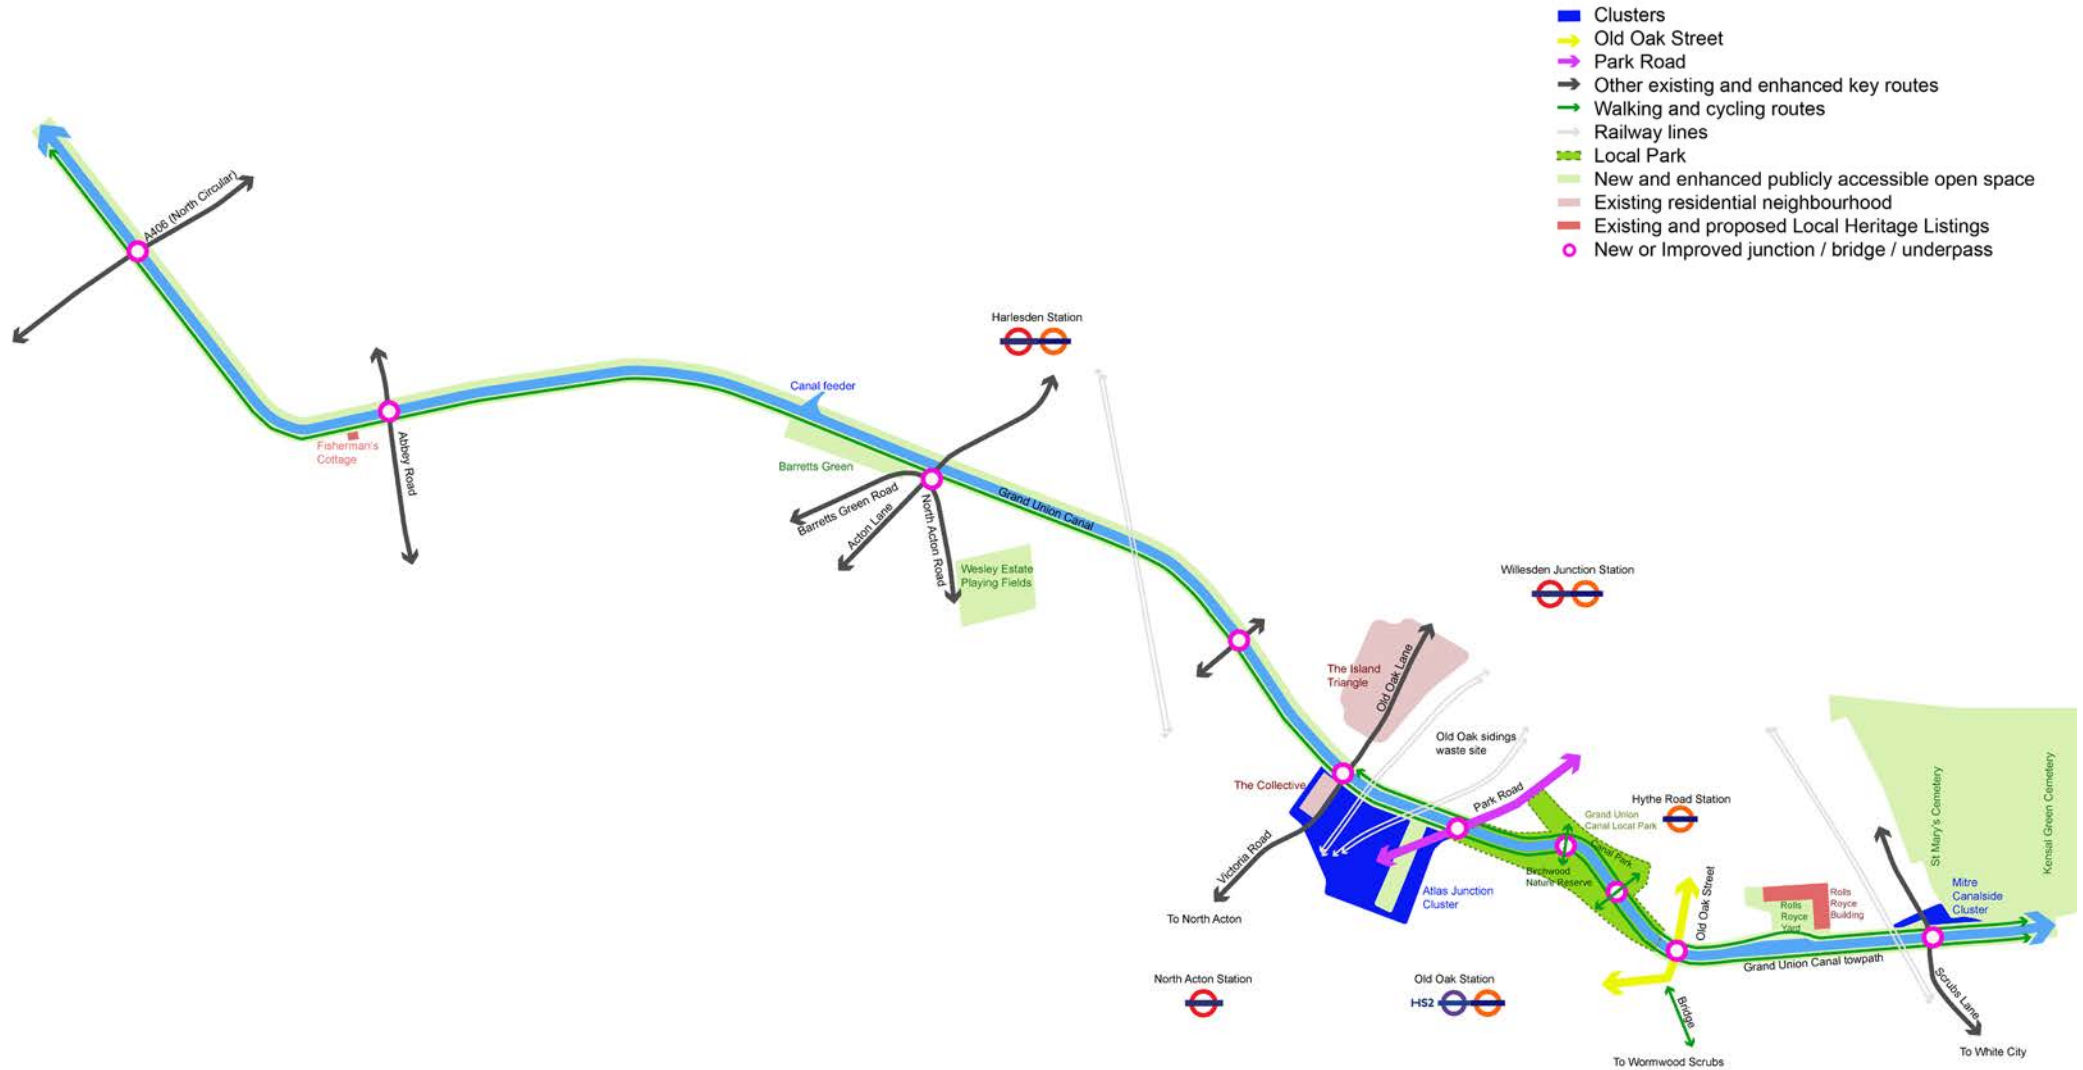 Clusters
Old Oak Street
Park Road
Other existing and enhanced key routes
Walking and cycling routes
Railway lines
Local Park
New and enhanced publicly accessible open space
Existing residential neighbourhood
Existing and proposed Local Heritage Listings
New or Improved junction / bridge / underpass
A406 (North Circular)
Harlesden Station
Canal feeder
Fisherman's
Cottage
Abbey Road
Barretts Green
Barretts Green Road
Acton Lane
North Acton Road
Grand Union Canal
Wesley Estate
Playing Fields
Willesden Junction Station
The Island
Triangle
Old Oak Lane
Old Oak sidings
waste site
The Collective
Park Road
Hythe Road Station
Grand Union
Canal Local Park
Canal Park
Birchwood
Nature Reserve
Victoria Road
To North Acton
Atlas Junction
Cluster
Old Oak Street
Rolls
Royce
Building
Rolls
Royce
Yard
St Mary's Cemetery
Kensal Green Cemetery
Mitre
Canalside
Cluster
Grand Union Canal towpath
Scrubs Lane
To White City
North Acton Station
Old Oak Station
HS2
Bridge
To Wormwood Scrubs